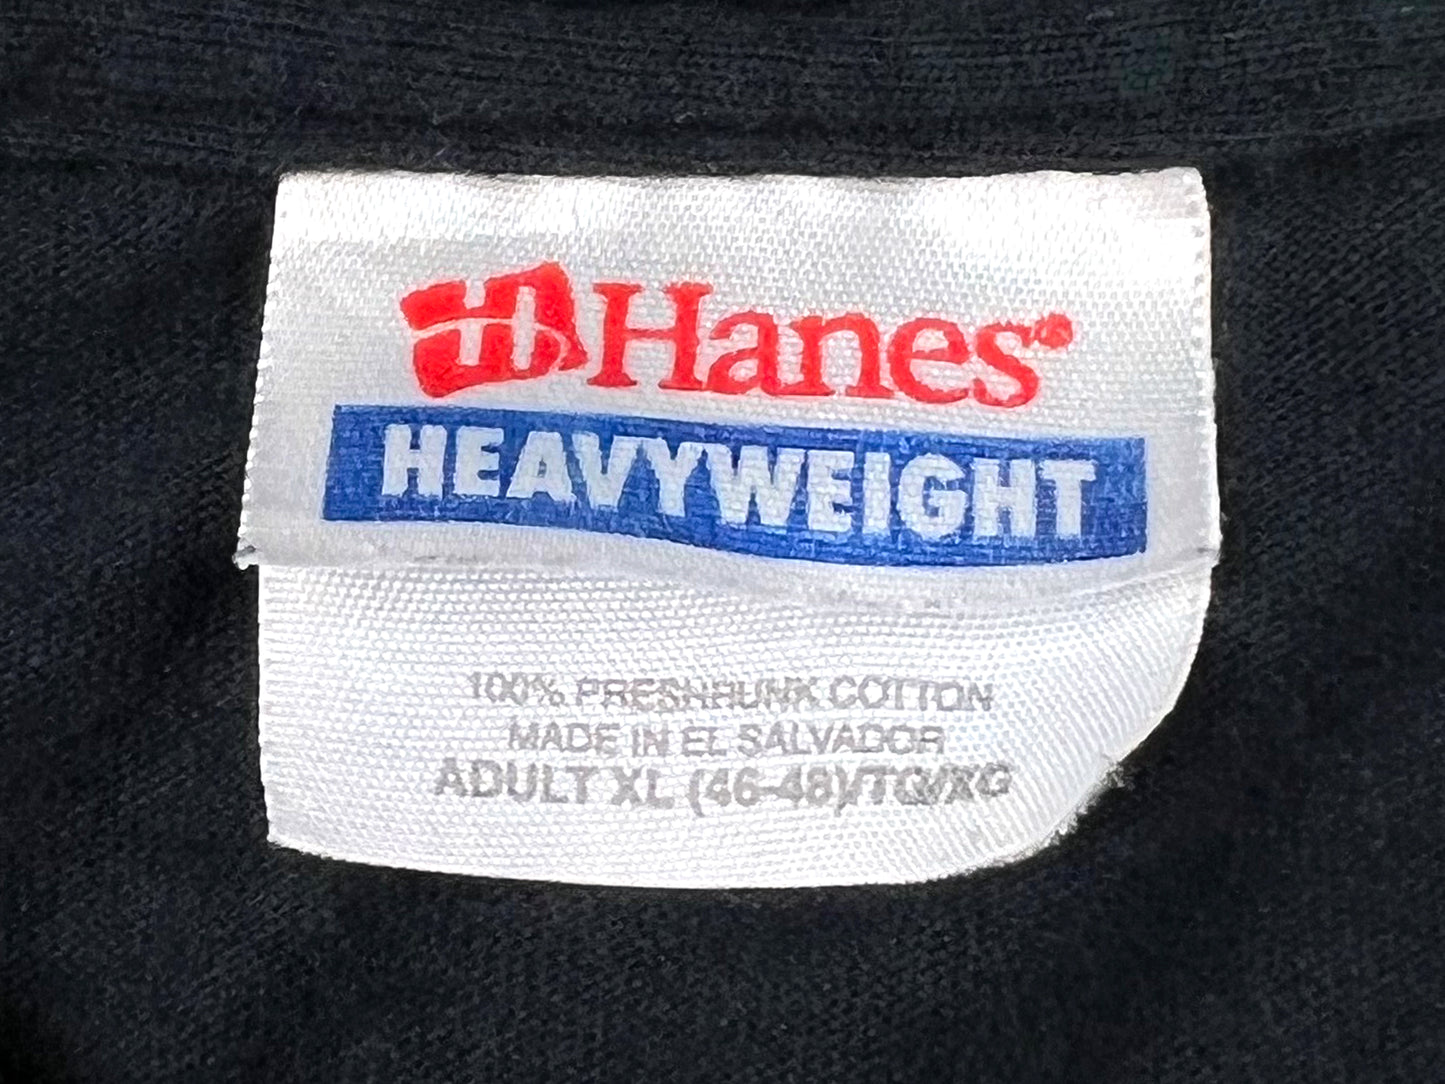 Hanes®
HEAVYWEIGHT
100% PRESHRUNK COTTON
MADE IN EL SALVADOR
ADULT XL (46-48)/TG/XG